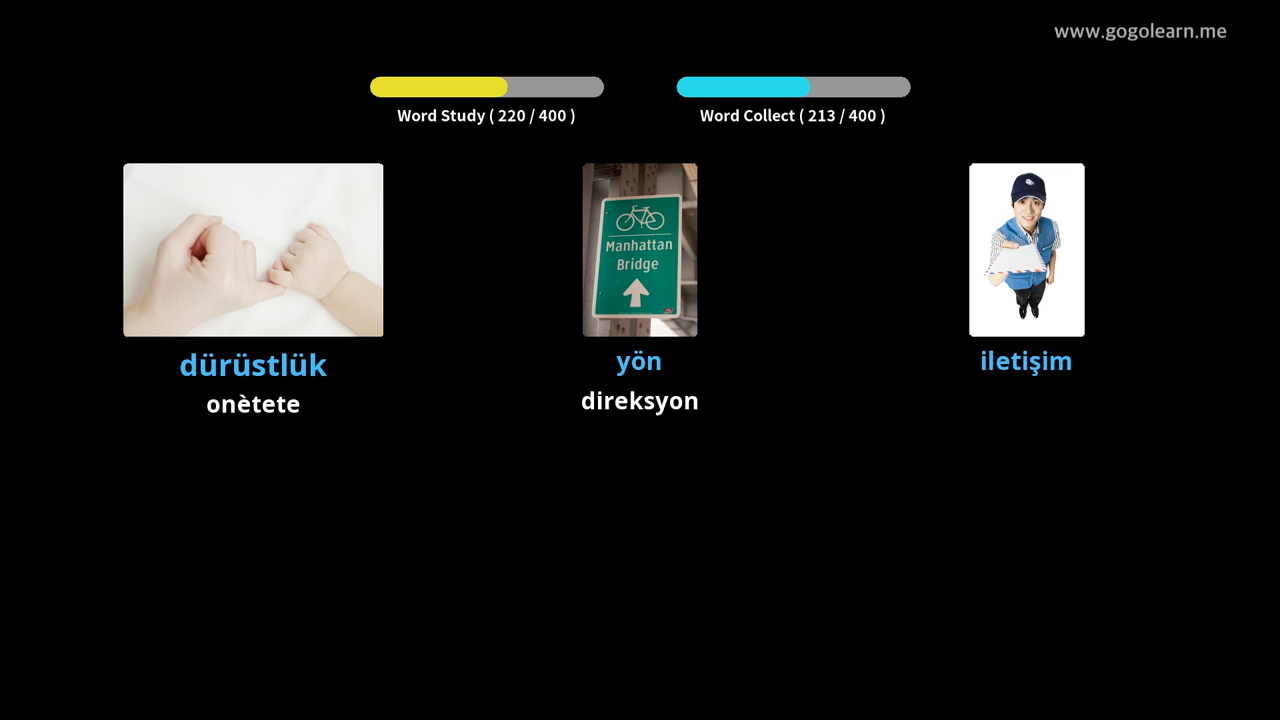 www.gogolearn.me
Word Study ( 220 / 400 )
Word Collect ( 213 / 400 )
Manhattan
Bridge
dürüstlük
yön
iletişim
onètete
direksyon